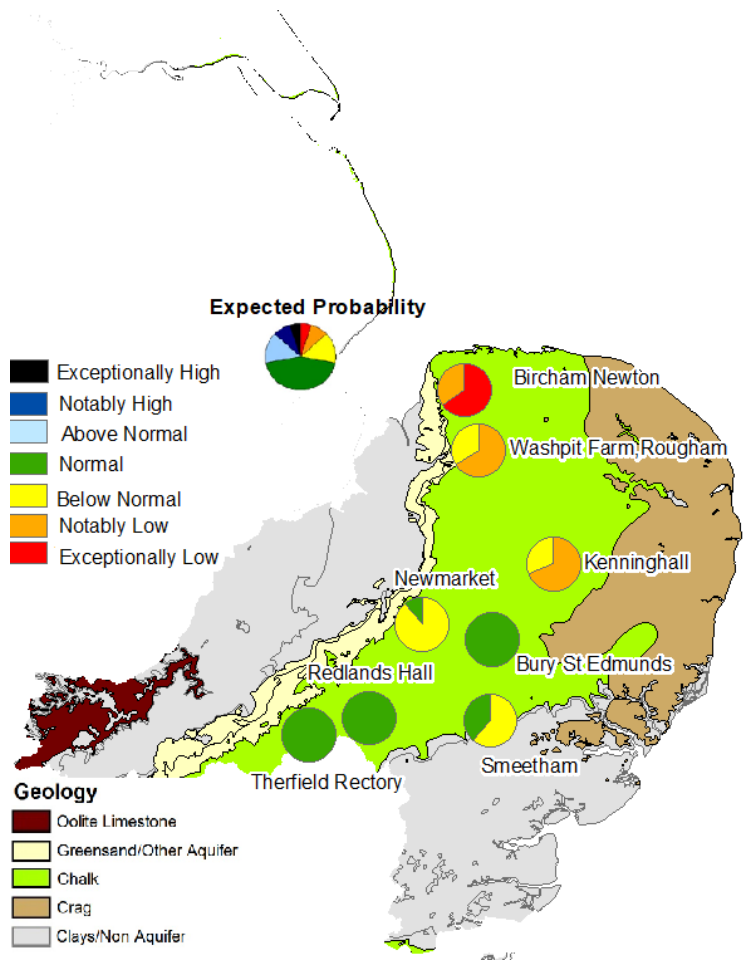 Expected Probability
Exceptionally High
Notably High
Above Normal
Normal
Below Normal
Notably Low
Exceptionally Low
Bircham Newton
Washpit Farm,Rougham
Kenninghall
Newmarket
Bury St Edmunds
Redlands Hall
Smeetham
Therfield Rectory
Geology
Oolite Limestone
Greensand/Other Aquifer
Chalk
Crag
Clays/Non Aquifer